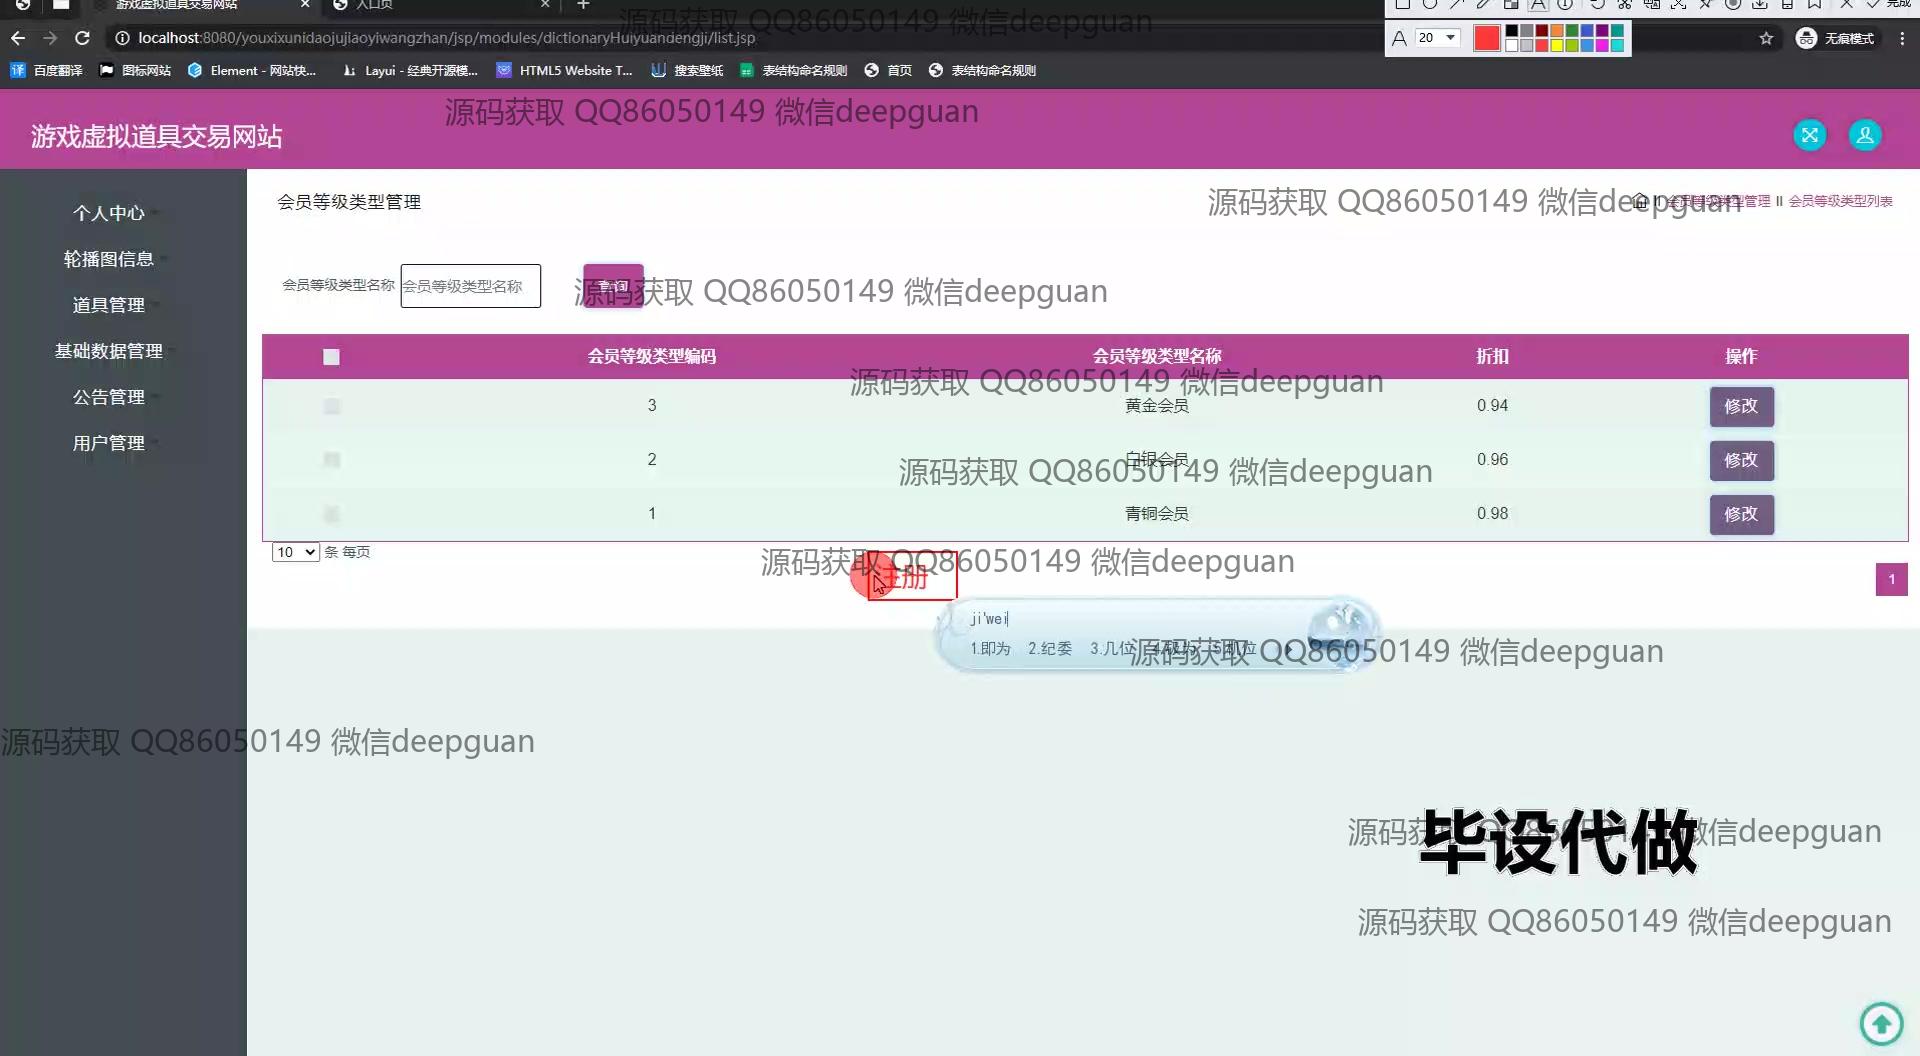 游戏虚拟道具交易网站
入口页
完成
源码获取 QQ86050149 微信deepguan
localhost:8080/youxixunidaojujiaoyiwangzhan/jsp/modules/dictionaryHuiyuandengji/list.jsp
A
20
无痕模式
百度翻译
图标网站
Element - 网站快...
Layui - 经典开源模...
HTML5 Website T...
搜索壁纸
表结构命名规则
首页
表结构命名规则
源码获取 QQ86050149 微信deepguan
游戏虚拟道具交易网站
个人中心
轮播图信息
道具管理
基础数据管理
公告管理
用户管理
会员等级类型管理
源码获取 QQ86050149 微信deepguan
会员等级类型管理 II 会员等级类型列表
会员等级类型名称
会员等级类型名称
查询
源码获取 QQ86050149 微信deepguan
会员等级类型编码 会员等级类型名称 折扣 操作
源码获取 QQ86050149 微信deepguan
3 黄金会员 0.94 修改
2 白银会员 0.96 修改
源码获取 QQ86050149 微信deepguan
1 青铜会员 0.98 修改
10 条 每页
源码获取 QQ86050149 微信deepguan
注册
1
ji'wei
1.即为 2.纪委 3.几位 4.极为 5.机位
源码获取 QQ86050149 微信deepguan
源码获取 QQ86050149 微信deepguan
源码获取 QQ86050149 微信deepguan
毕设代做
源码获取 QQ86050149 微信deepguan